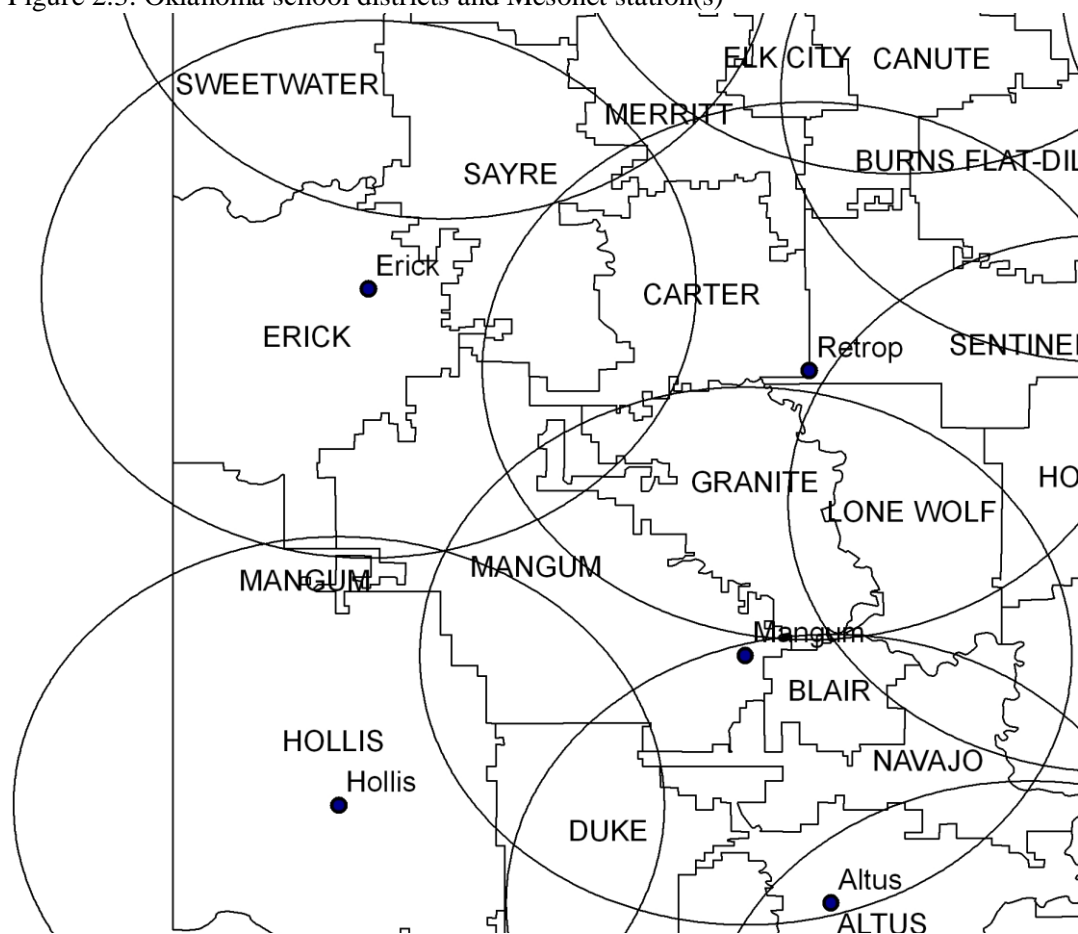 Figure 2.3: Oklahoma school districts and Mesonet station(s)
ELK CITY
CANUTE
SWEETWATER
MERRITT
BURNS FLAT-DIL
SAYRE
Erick
CARTER
ERICK
Retrop
SENTINEL
GRANITE
HO
LONE WOLF
MANGUM
MANGUM
Mangum
BLAIR
HOLLIS
NAVAJO
Hollis
DUKE
Altus
ALTUS